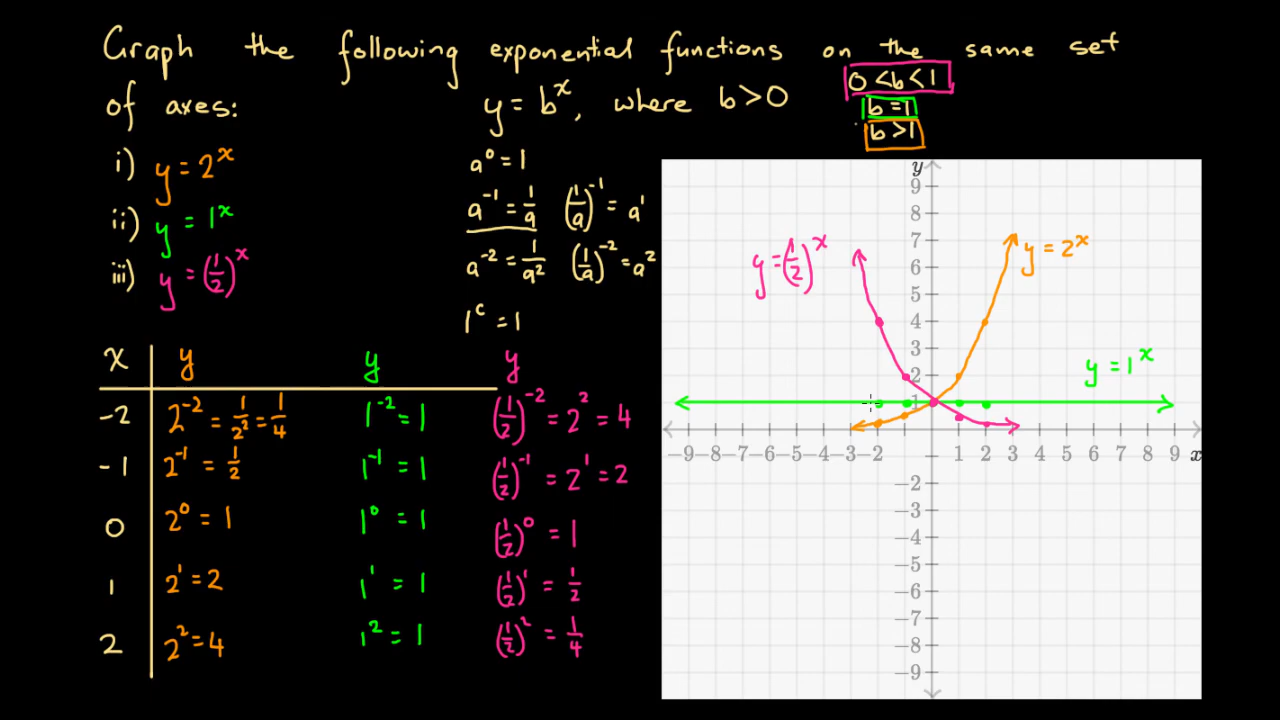 Graph the following exponential functions on the same set
of axes: y = b^x, where b>0
0 <b<1
b =1
b >1
i) y = 2^x
ii) y = 1^x
iii) y = (1/2)^x
a^0 = 1
a^-1 = 1/a (1/a)^-1 = a^1
a^-2 = 1/a^2 (1/a)^-2 = a^2
1^c = 1
x y y y
-2 2^-2 = 1/2^2 = 1/4 1^-2 = 1 (1/2)^-2 = 2^2 = 4
-1 2^-1 = 1/2 1^-1 = 1 (1/2)^-1 = 2^1 = 2
0 2^0 = 1 1^0 = 1 (1/2)^0 = 1
1 2^1 = 2 1^1 = 1 (1/2)^1 = 1/2
2 2^2 = 4 1^2 = 1 (1/2)^2 = 1/4
y
9
8
7
6
5
4
3
2
1
y = (1/2)^x
y = 2^x
y = 1^x
−9 −8 −7 −6 −5 −4 −3 −2 1 2 3 4 5 6 7 8 9 x
−2
−3
−4
−5
−6
−7
−8
−9